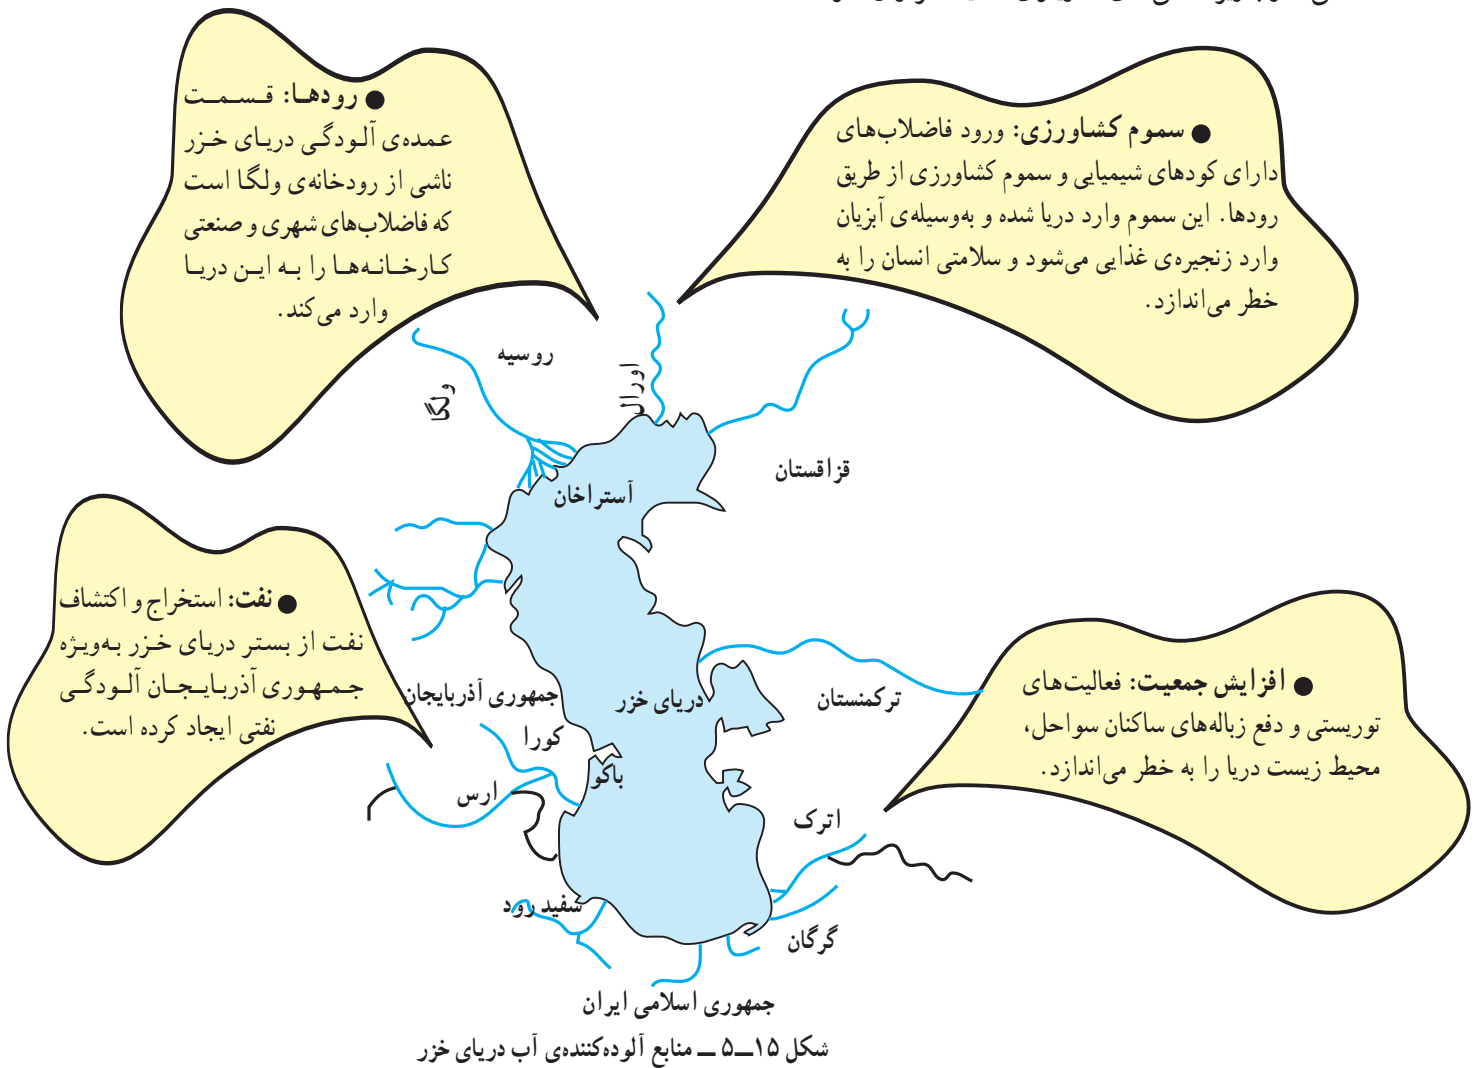 ● رودها: قسمت
عمده‌ی آلودگی دریای خزر
ناشی از رودخانه‌ی ولگا است
که فاضلاب‌های شهری و صنعتی
کارخانه‌ها را به این دریا
وارد می‌کند.
● سموم کشاورزی: ورود فاضلاب‌های
دارای کودهای شیمیایی و سموم کشاورزی از طریق
رودها. این سموم وارد دریا شده و به‌وسیله‌ی آبزیان
وارد زنجیره‌ی غذایی می‌شود و سلامتی انسان را به
خطر می‌اندازد.
روسیه
ولگا
اورال
قزاقستان
آستراخان
● نفت: استخراج و اکتشاف
نفت از بستر دریای خزر به‌ویژه
جمهوری آذربایجان آلودگی
نفتی ایجاد کرده است.
● افزایش جمعیت: فعالیت‌های
توریستی و دفع زباله‌های ساکنان سواحل،
محیط زیست دریا را به خطر می‌اندازد.
جمهوری آذربایجان
دریای خزر
ترکمنستان
کورا
باکو
ارس
اترک
سفید رود
گرگان
جمهوری اسلامی ایران
شکل ۱۵ــ۵ ــ منابع آلوده‌کننده‌ی آب دریای خزر